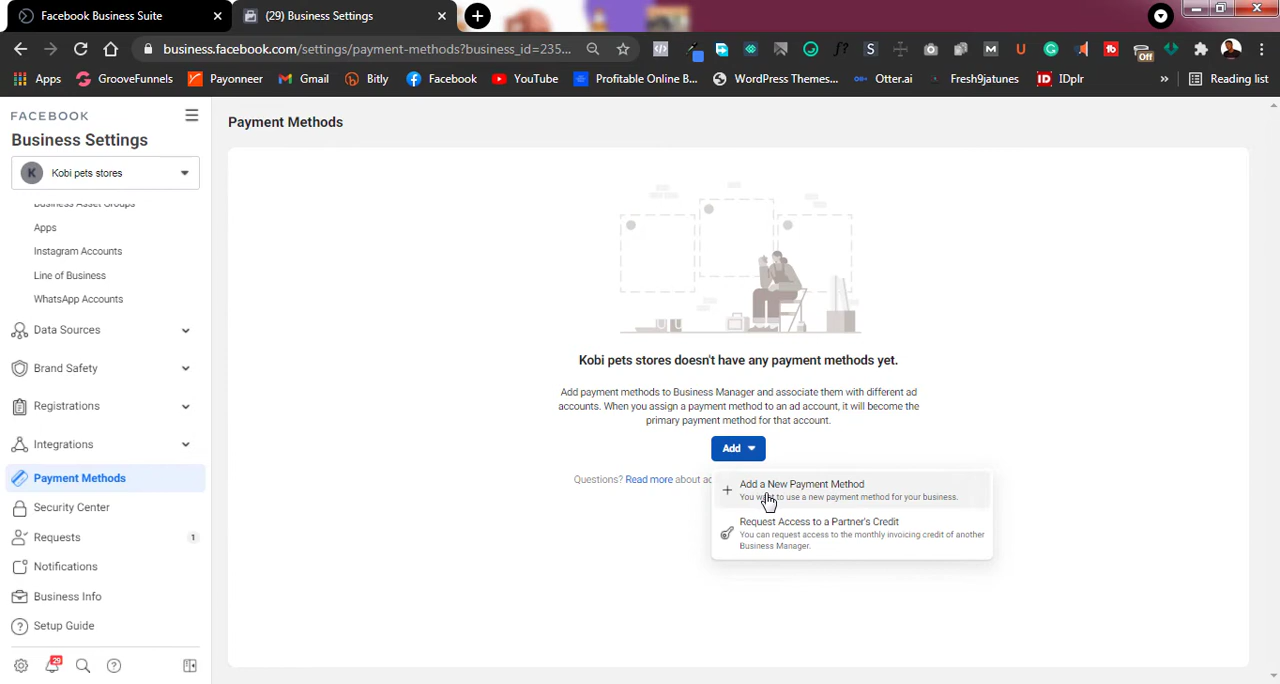 Facebook Business Suite
(29) Business Settings
business.facebook.com/settings/payment-methods?business_id=235...
Off
Apps
GrooveFunnels
Payonneer
Gmail
Bitly
Facebook
YouTube
Profitable Online B...
WordPress Themes...
Otter.ai
Fresh9jatunes
IDplr
»
Reading list
FACEBOOK
Business Settings
K Kobi pets stores
Business Asset Groups
Apps
Instagram Accounts
Line of Business
WhatsApp Accounts
Data Sources
Brand Safety
Registrations
Integrations
Payment Methods
Security Center
Requests 1
Notifications
Business Info
Setup Guide
29
Payment Methods
Kobi pets stores doesn't have any payment methods yet.
Add payment methods to Business Manager and associate them with different ad
accounts. When you assign a payment method to an ad account, it will become the
primary payment method for that account.
Add
Questions? Read more about
Add a New Payment Method
You to use a new payment method for your business.
Request Access to a Partner's Credit
You can request access to the monthly invoicing credit of another
Business Manager.